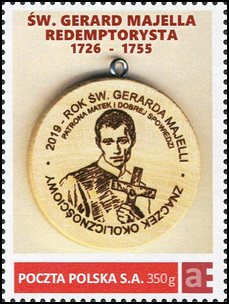 ŚW. GERARD MAJELLA
REDEMPTORYSTA
1726 - 1755
· 2019 - ROK ŚW. GERARDA MAJELLI ·
PATRONA MATEK I DOBREJ SPOWIEDZI
ZNACZEK OKOLICZNOŚCIOWY
POCZTA POLSKA S.A. 350g a